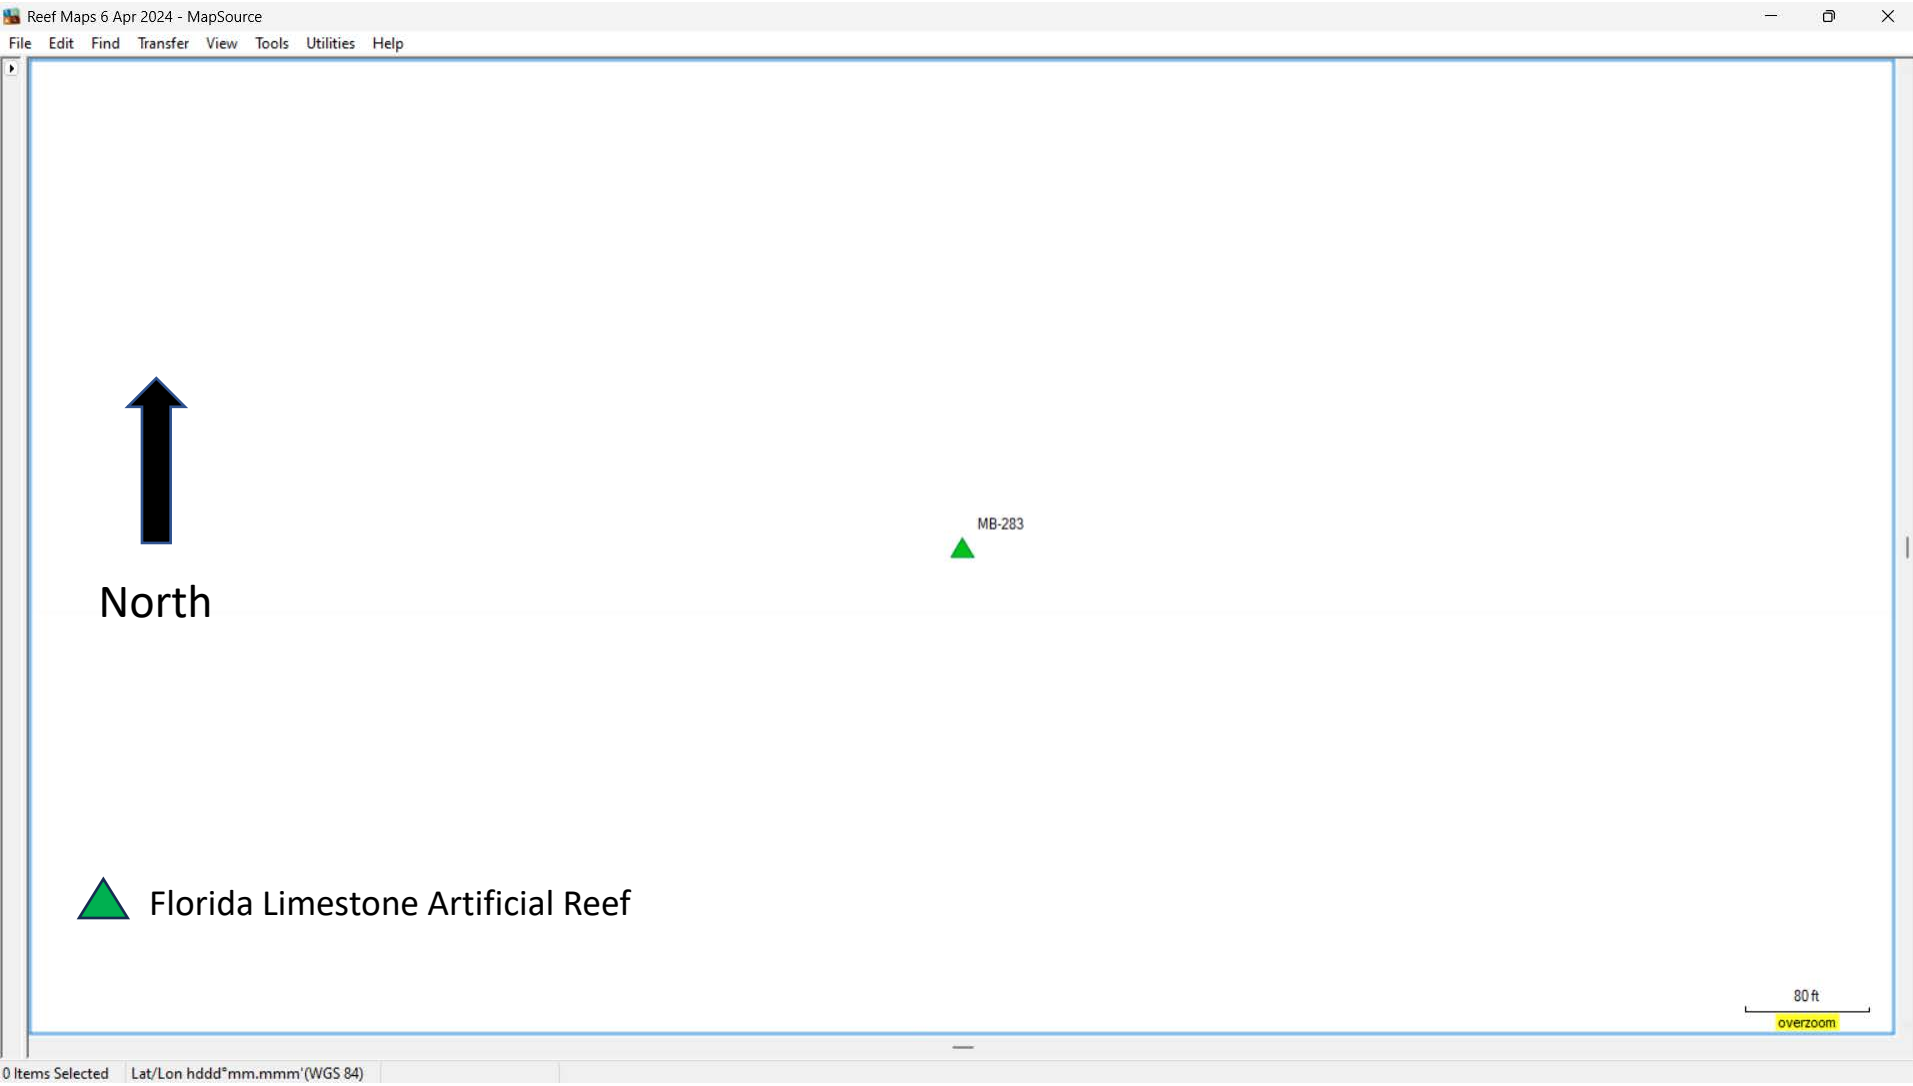 Reef Maps 6 Apr 2024 - MapSource
File Edit Find Transfer View Tools Utilities Help
MB-283
North
Florida Limestone Artificial Reef
80 ft
overzoom
0 Items Selected Lat/Lon hddd°mm.mmm'(WGS 84)